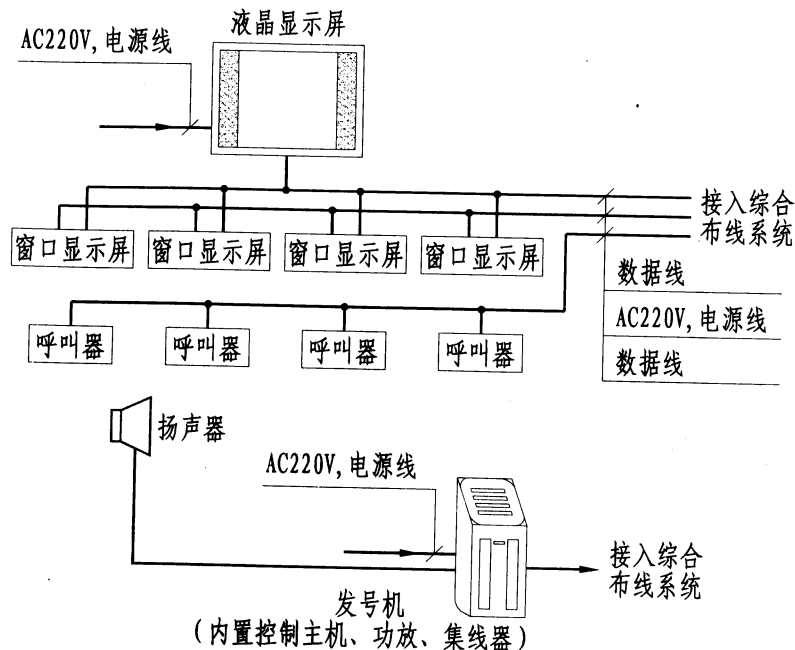 液晶显示屏
AC220V,电源线
接入综合
布线系统
窗口显示屏
窗口显示屏
窗口显示屏
窗口显示屏
数据线
AC220V,电源线
数据线
呼叫器
呼叫器
呼叫器
呼叫器
扬声器
AC220V,电源线
接入综合
布线系统
发号机
(内置控制主机、功放、集线器)